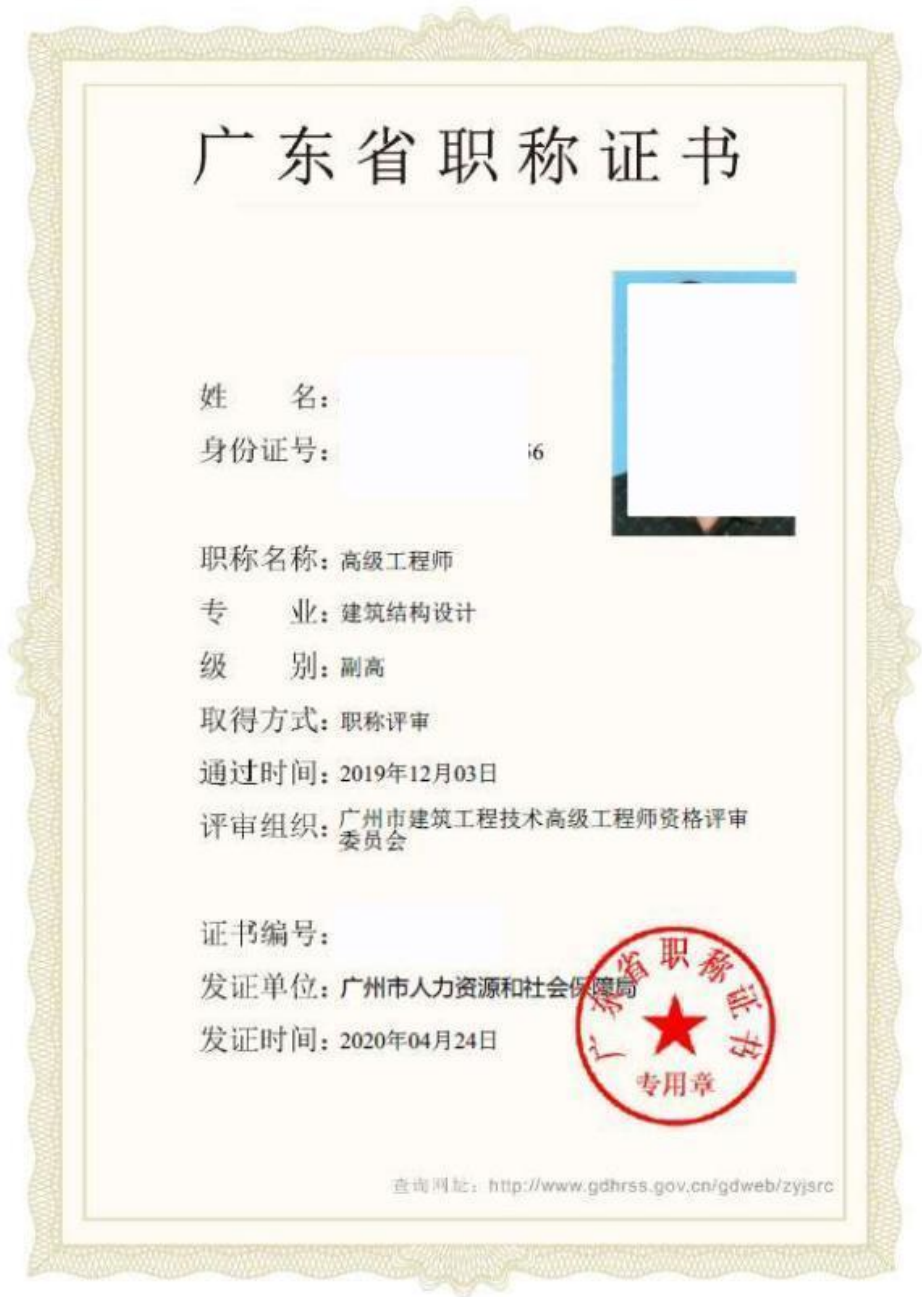 广东省职称证书
姓 名:
身份证号: 6
职称名称: 高级工程师
专 业: 建筑结构设计
级 别: 副高
取得方式: 职称评审
通过时间: 2019年12月03日
评审组织: 广州市建筑工程技术高级工程师资格评审
委员会
证书编号:
发证单位: 广州市人力资源和社会保障局
发证时间: 2020年04月24日
广东省职称证书
专用章
查询网址: http://www.gdhrss.gov.cn/gdweb/zyjsrc